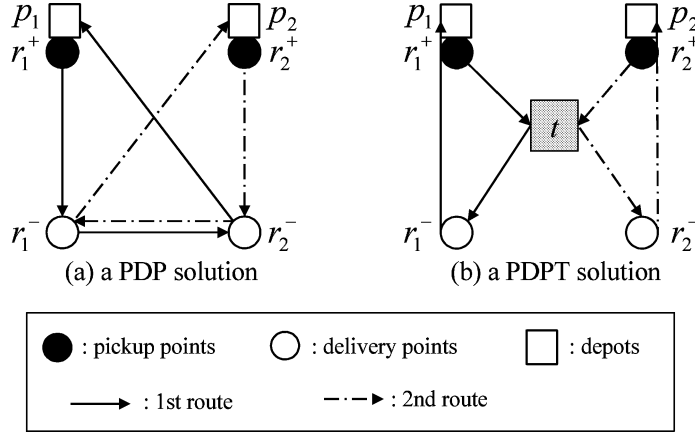 p₁ p₂ p₁ p₂
r₁⁺ r₂⁺ r₁⁺ r₂⁺
t
r₁⁻ r₂⁻ r₁⁻ r₂⁻
(a) a PDP solution (b) a PDPT solution
: pickup points : delivery points : depots
: 1st route : 2nd route